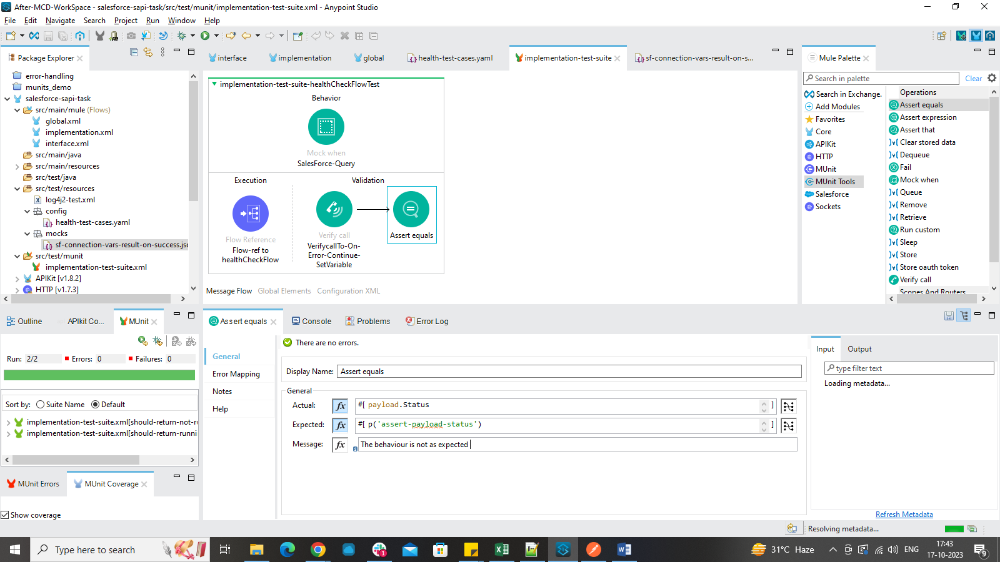 After-MCD-WorkSpace - salesforce-sapi-task/src/test/munit/implementation-test-suite.xml - Anypoint Studio
File Edit Navigate Search Project Run Window Help
Package Explorer
error-handling
munits_demo
salesforce-sapi-task
src/main/mule (Flows)
global.xml
implementation.xml
interface.xml
src/main/java
src/main/resources
src/test/java
src/test/resources
log4j2-test.xml
config
health-test-cases.yaml
mocks
sf-connection-vars-result-on-success.jsc
src/test/munit
implementation-test-suite.xml
APIKit [v1.8.2]
HTTP [v1.7.3]
interface implementation global health-test-cases.yaml implementation-test-suite sf-connection-vars-result-on-s...
implementation-test-suite-healthCheckFlowTest
Behavior
Mock when
SalesForce-Query
Execution
Validation
Flow Reference
Flow-ref to
healthCheckFlow
Verify call
VerifycallTo-On-
Error-Continue-
SetVariable
Assert equals
Message Flow Global Elements Configuration XML
Mule Palette
Search in palette
Clear
Search in Exchange.
Add Modules
Favorites
Core
APIKit
HTTP
MUnit
MUnit Tools
Salesforce
Sockets
Operations
Assert equals
Assert expression
Assert that
Clear stored data
Dequeue
Fail
Mock when
Queue
Remove
Retrieve
Run custom
Sleep
Store
Store oauth token
Verify call
Scopes And Routers
Outline APIkit Co... MUnit
Run: 2/2 Errors: 0 Failures: 0
Sort by: Suite Name Default
implementation-test-suite.xml[should-return-not-r
implementation-test-suite.xml[should-return-runni
MUnit Errors MUnit Coverage
Show coverage
Assert equals Console Problems Error Log
There are no errors.
General
Error Mapping
Notes
Help
Display Name: Assert equals
General
Actual: fx #[ payload.Status ]
Expected: fx #[ p('assert-payload-status') ]
Message: fx The behaviour is not as expected
Input Output
type filter text
Loading metadata...
Refresh Metadata
Resolving metadata...
Type here to search
1
31°C Haze
ENG
17:43
17-10-2023
9